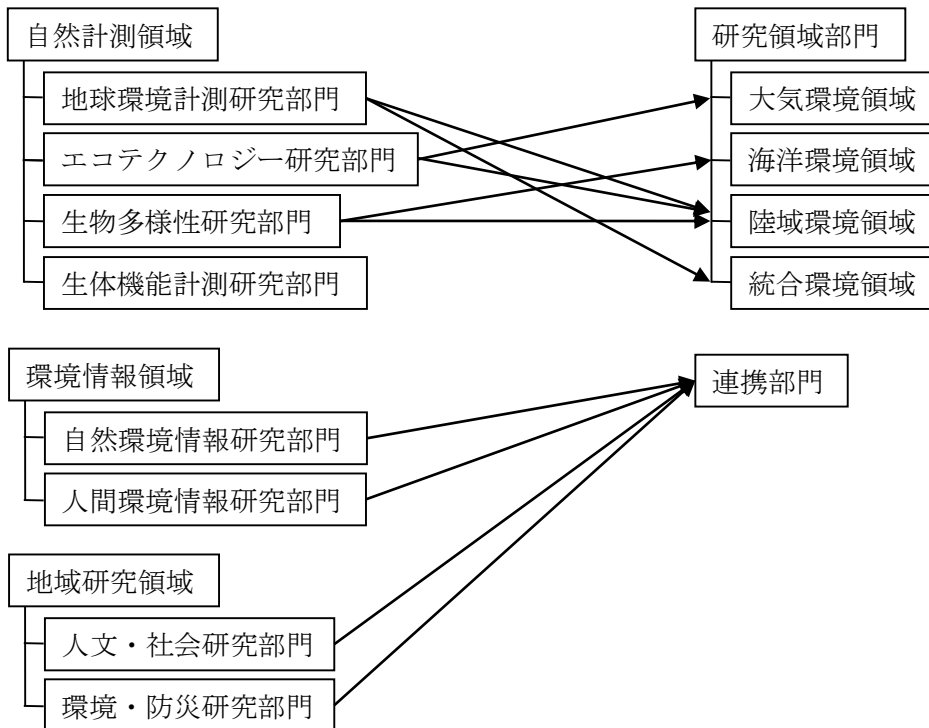 自然計測領域
地球環境計測研究部門
エコテクノロジー研究部門
生物多様性研究部門
生体機能計測研究部門
環境情報領域
自然環境情報研究部門
人間環境情報研究部門
地域研究領域
人文・社会研究部門
環境・防災研究部門
研究領域部門
大気環境領域
海洋環境領域
陸域環境領域
統合環境領域
連携部門